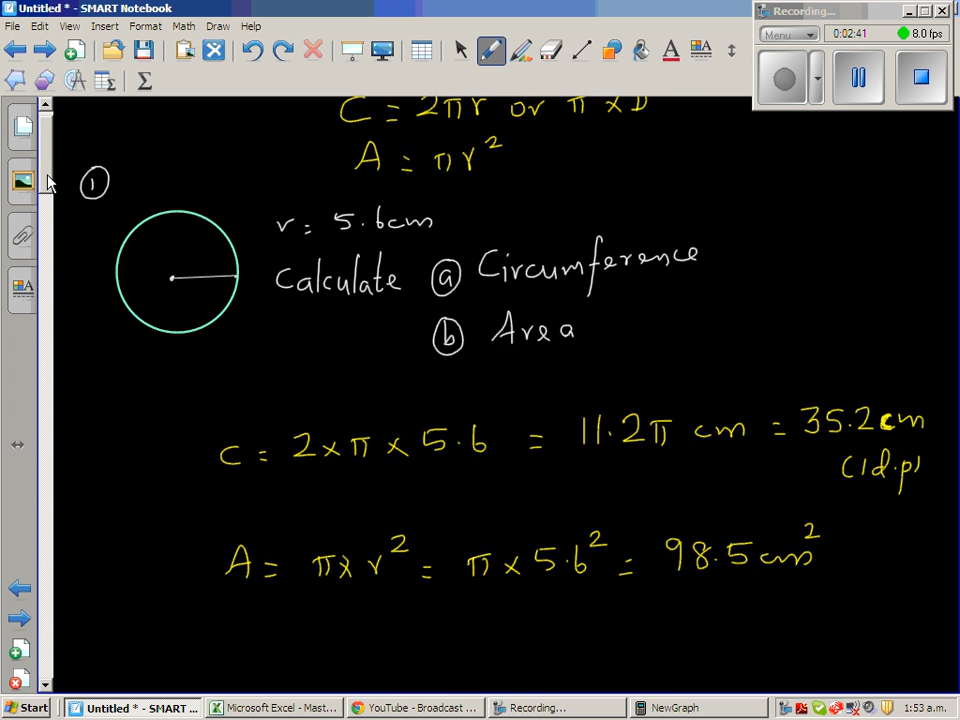 Untitled * - SMART Notebook
File Edit View Insert Format Math Draw Help
Recording...
Menu 0:02:41 8.0 fps
C = 2πr or π × D
A = πr²
①
r = 5.6cm
Calculate ⓐ Circumference
ⓑ Area
C = 2 × π × 5.6 = 11.2π cm = 35.2cm
(1d.p)
A = π × r² = π × 5.6² = 98.5cm²
Start Untitled * - SMART ... Microsoft Excel - Mast... YouTube - Broadcast ... Recording... NewGraph 1:53 a.m.